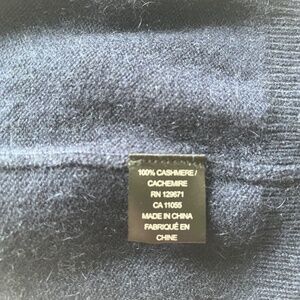 100% CASHMERE/
CACHEMIRE
RN 129671
CA 11055
MADE IN CHINA
FABRIQUÉ EN
CHINE